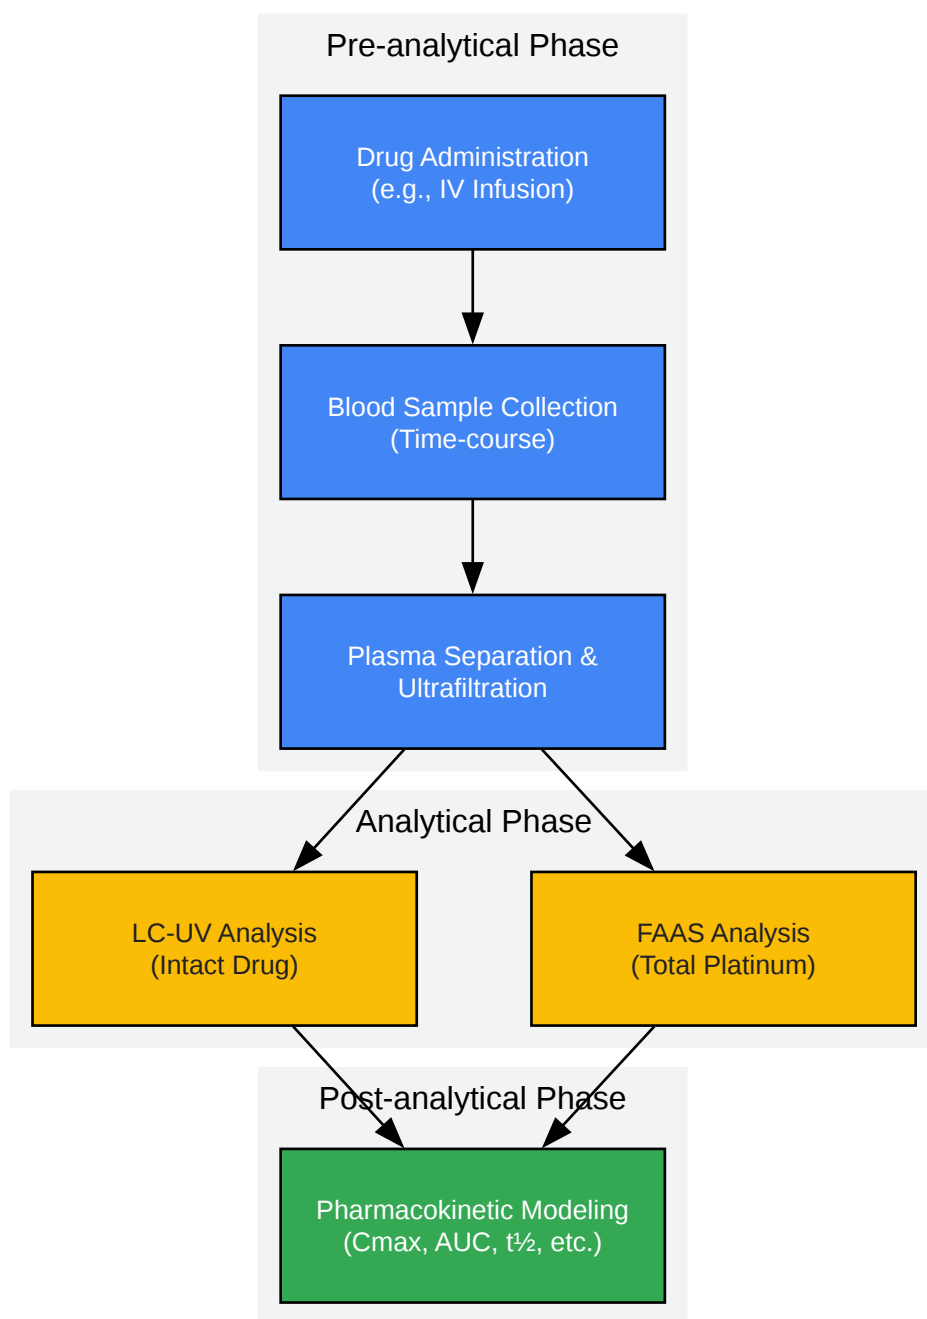 Pre-analytical Phase
Drug Administration
(e.g., IV Infusion)
Blood Sample Collection
(Time-course)
Plasma Separation &
Ultrafiltration
Analytical Phase
LC-UV Analysis
(Intact Drug)
FAAS Analysis
(Total Platinum)
Post-analytical Phase
Pharmacokinetic Modeling
(Cmax, AUC, t½, etc.)